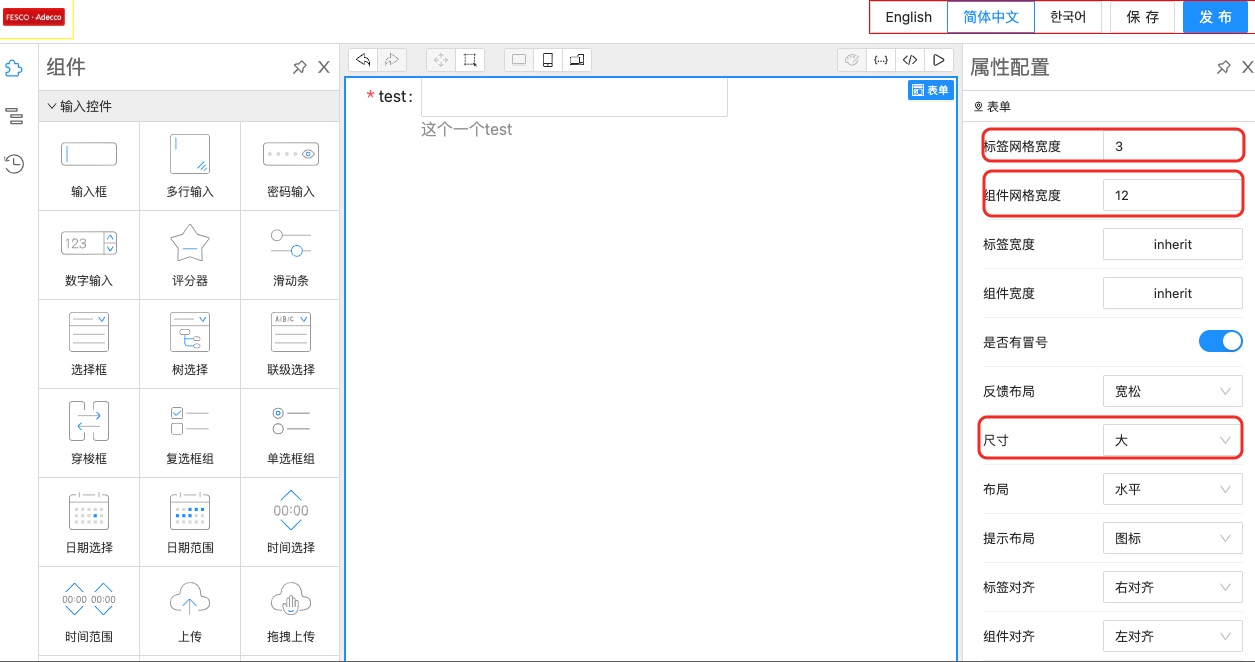 FESCO - Adecco
English 简体中文 한국어 保存 发布
组件
输入控件
输入框 多行输入 密码输入
123
数字输入 评分器 滑动条
A/B/C
选择框 树选择 联级选择
穿梭框 复选框组 单选框组
00:00
日期选择 日期范围 时间选择
00:00 00:00
时间范围 上传 拖拽上传
{...} </>
* test:
表单
这个一个test
属性配置
表单
标签网格宽度 3
组件网格宽度 12
标签宽度 inherit
组件宽度 inherit
是否有冒号
反馈布局 宽松
尺寸 大
布局 水平
提示布局 图标
标签对齐 右对齐
组件对齐 左对齐